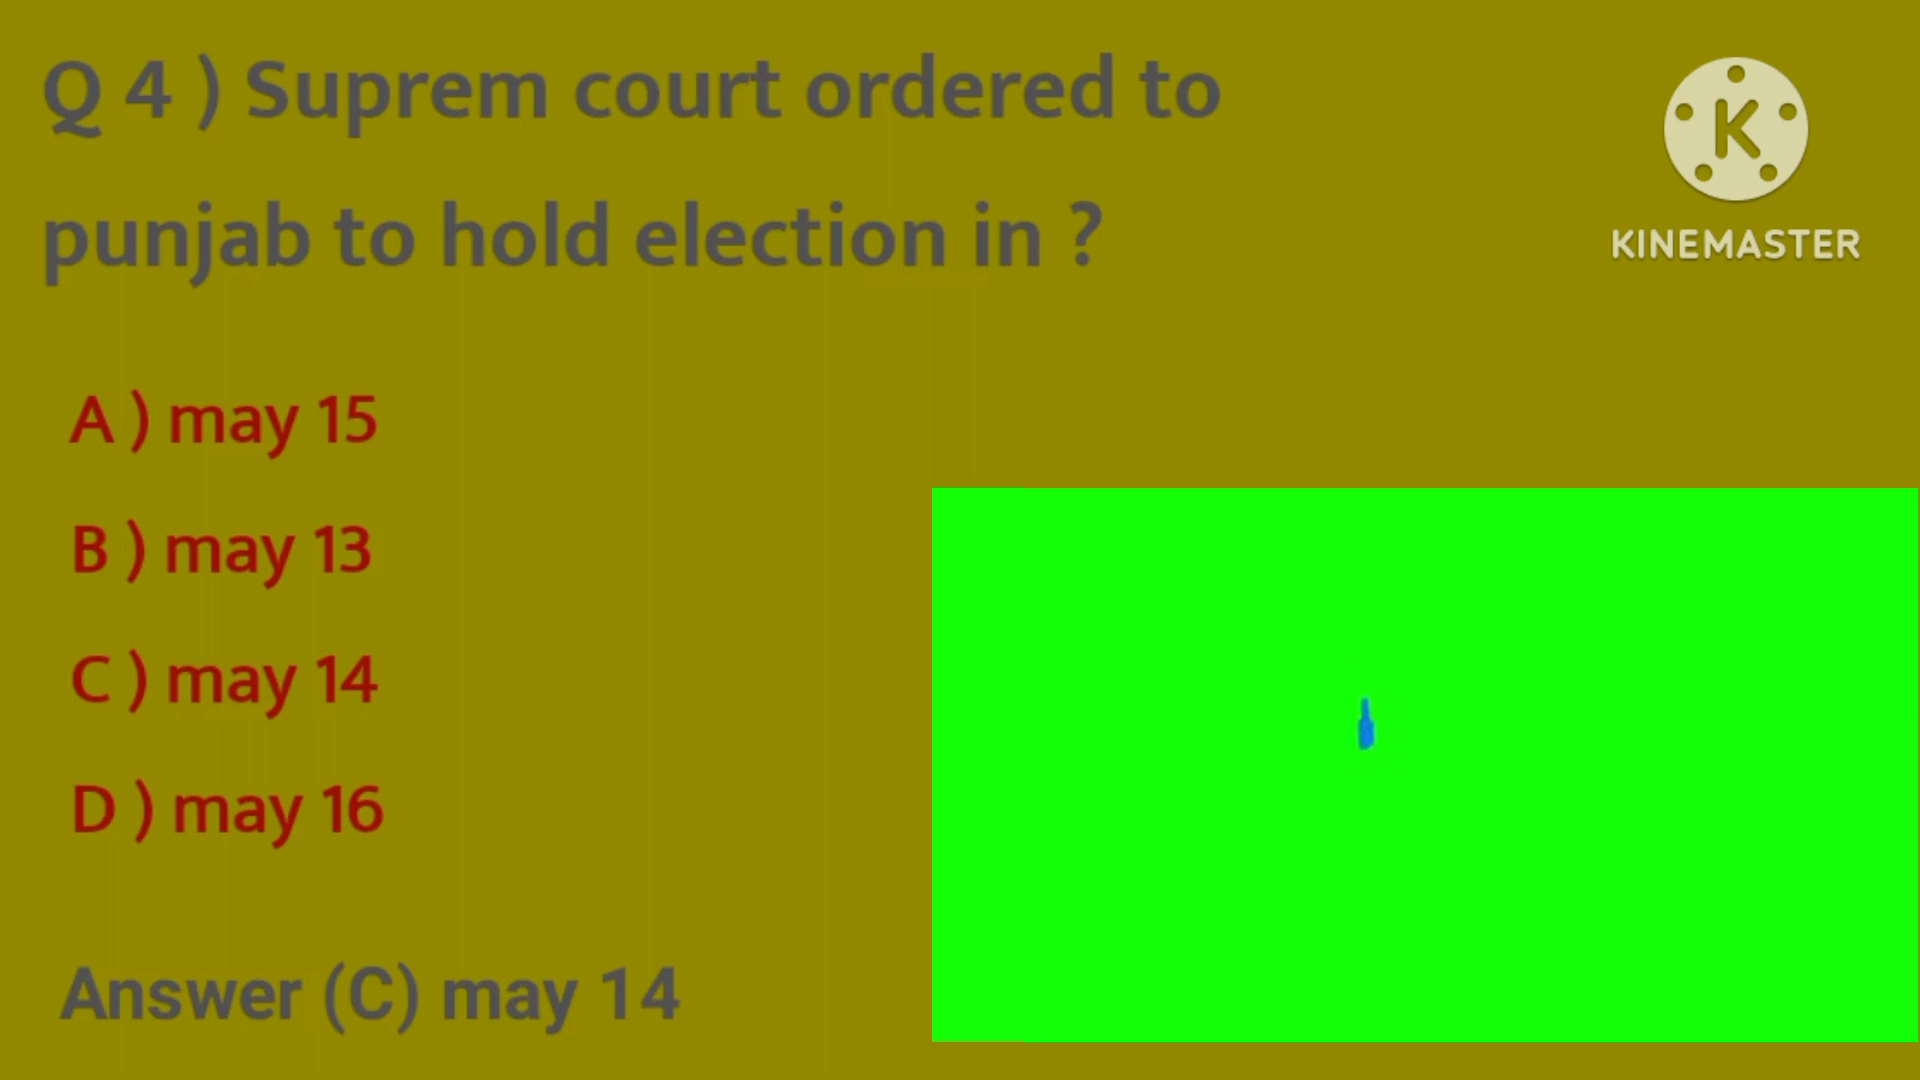 Q 4 ) Suprem court ordered to
punjab to hold election in ?
K
KINEMASTER
A ) may 15
B ) may 13
C ) may 14
D ) may 16
Answer (C) may 14